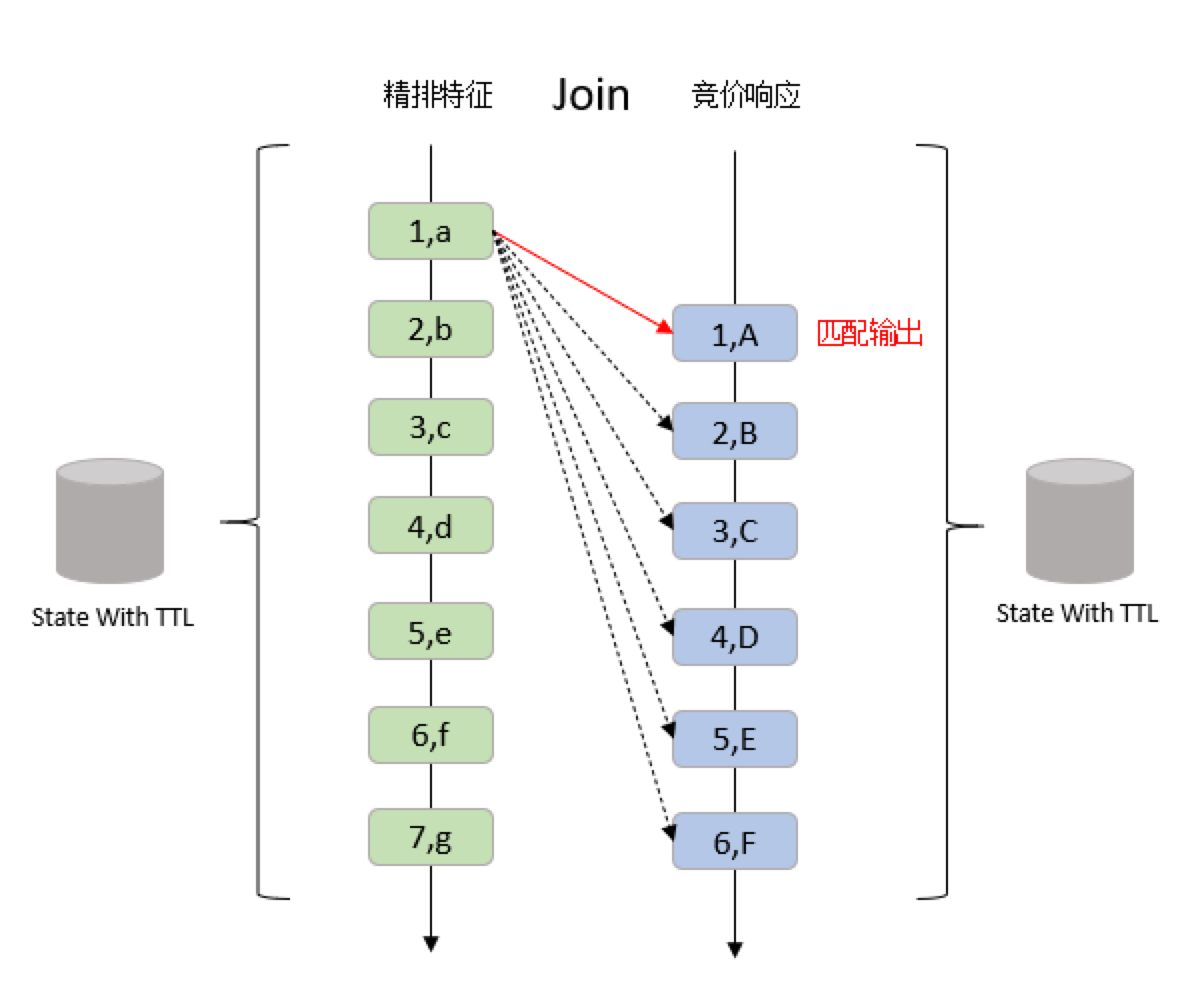 精排特征
Join
竞价响应
1,a
2,b
3,c
4,d
5,e
6,f
7,g
1,A
匹配输出
2,B
3,C
4,D
5,E
6,F
State With TTL
State With TTL